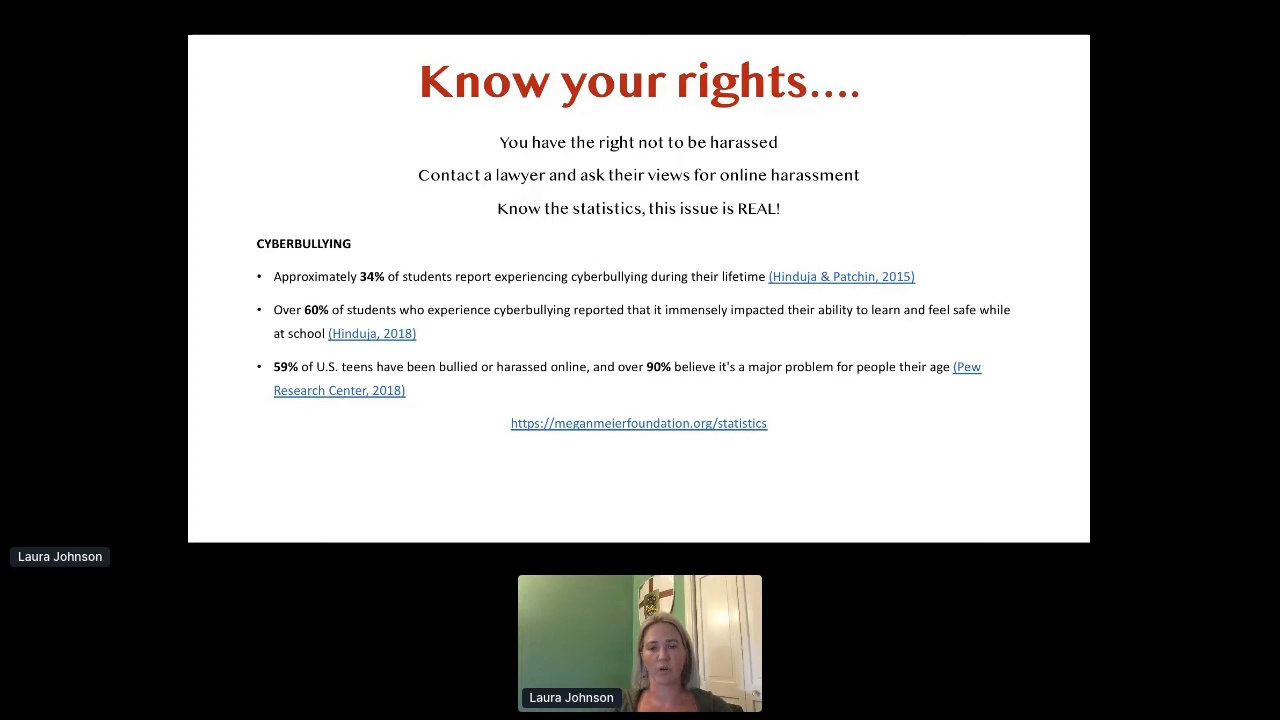 Know your rights....
You have the right not to be harassed
Contact a lawyer and ask their views for online harassment
Know the statistics, this issue is REAL!
CYBERBULLYING
• Approximately 34% of students report experiencing cyberbullying during their lifetime (Hinduja & Patchin, 2015)
• Over 60% of students who experience cyberbullying reported that it immensely impacted their ability to learn and feel safe while
at school (Hinduja, 2018)
• 59% of U.S. teens have been bullied or harassed online, and over 90% believe it's a major problem for people their age (Pew
Research Center, 2018)
https://meganmeierfoundation.org/statistics
Laura Johnson
Laura Johnson